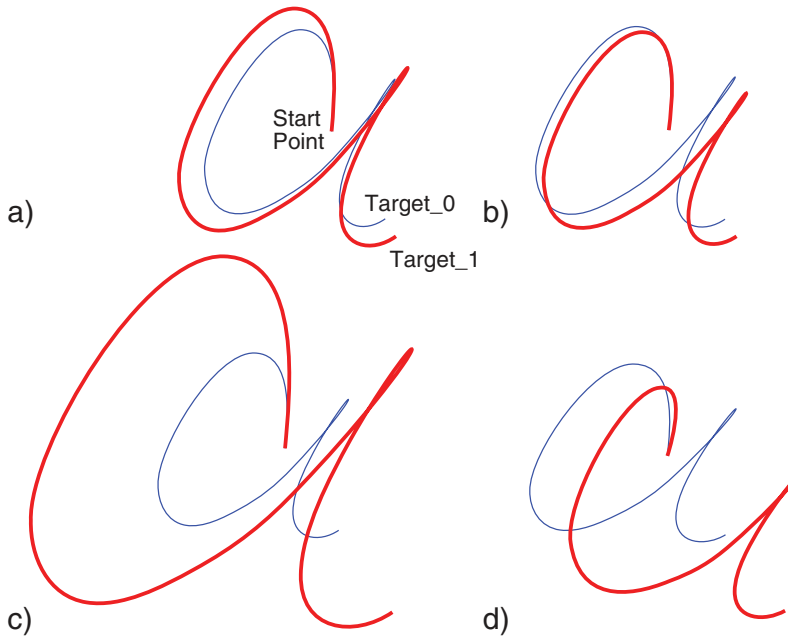 Start
Point
a)
Target_0
b)
Target_1
c)
d)